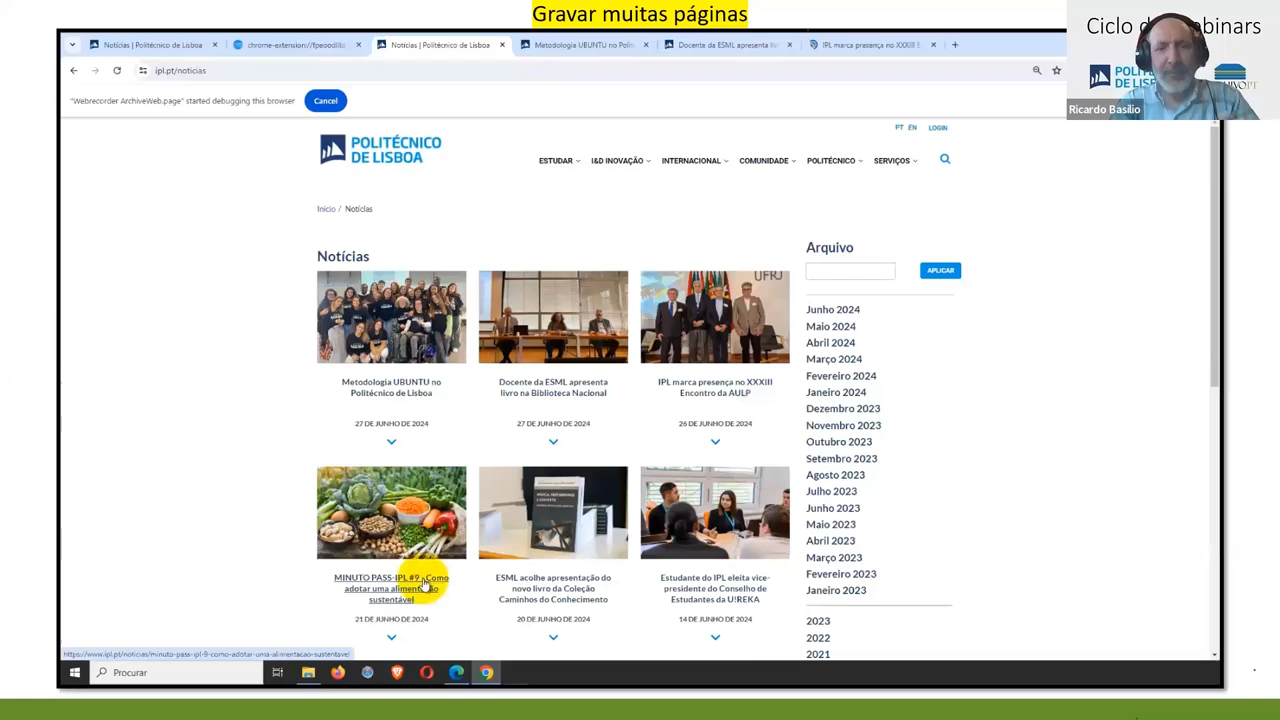 Gravar muitas páginas
Ciclo de
binars
Notícias | Politécnico de Lisboa
chrome-extension://fpeoodllld
Notícias | Politécnico de Lisboa
Metodologia UBUNTU no Polit
Docente da ESML apresenta liv
IPL marca presença no XXXIII E
ipl.pt/noticias
"Webrecorder ArchiveWeb.page" started debugging this browser
Cancel
Ricardo Basílio
POLITÉCNICO
DE LISBOA
PT EN LOGIN
ESTUDAR
I&D INOVAÇÃO
INTERNACIONAL
COMUNIDADE
POLITÉCNICO
SERVIÇOS
Início / Notícias
Notícias
Metodologia UBUNTU no
Politécnico de Lisboa
27 DE JUNHO DE 2024
Docente da ESML apresenta
livro na Biblioteca Nacional
27 DE JUNHO DE 2024
UFRJ
IPL marca presença no XXXIII
Encontro da AULP
26 DE JUNHO DE 2024
MINUTO PASS-IPL #9 - Como
adotar uma alimentação
sustentável
21 DE JUNHO DE 2024
ESML acolhe apresentação do
novo livro da Coleção
Caminhos do Conhecimento
20 DE JUNHO DE 2024
Estudante do IPL eleita vice-
presidente do Conselho de
Estudantes da U!REKA
14 DE JUNHO DE 2024
Arquivo
APLICAR
Junho 2024
Maio 2024
Abril 2024
Março 2024
Fevereiro 2024
Janeiro 2024
Dezembro 2023
Novembro 2023
Outubro 2023
Setembro 2023
Agosto 2023
Julho 2023
Junho 2023
Maio 2023
Abril 2023
Março 2023
Fevereiro 2023
Janeiro 2023
2023
2022
2021
https://www.ipl.pt/noticias/minuto-pass-ipl-9-como-adotar-uma-alimentacao-sustentavel
Procurar